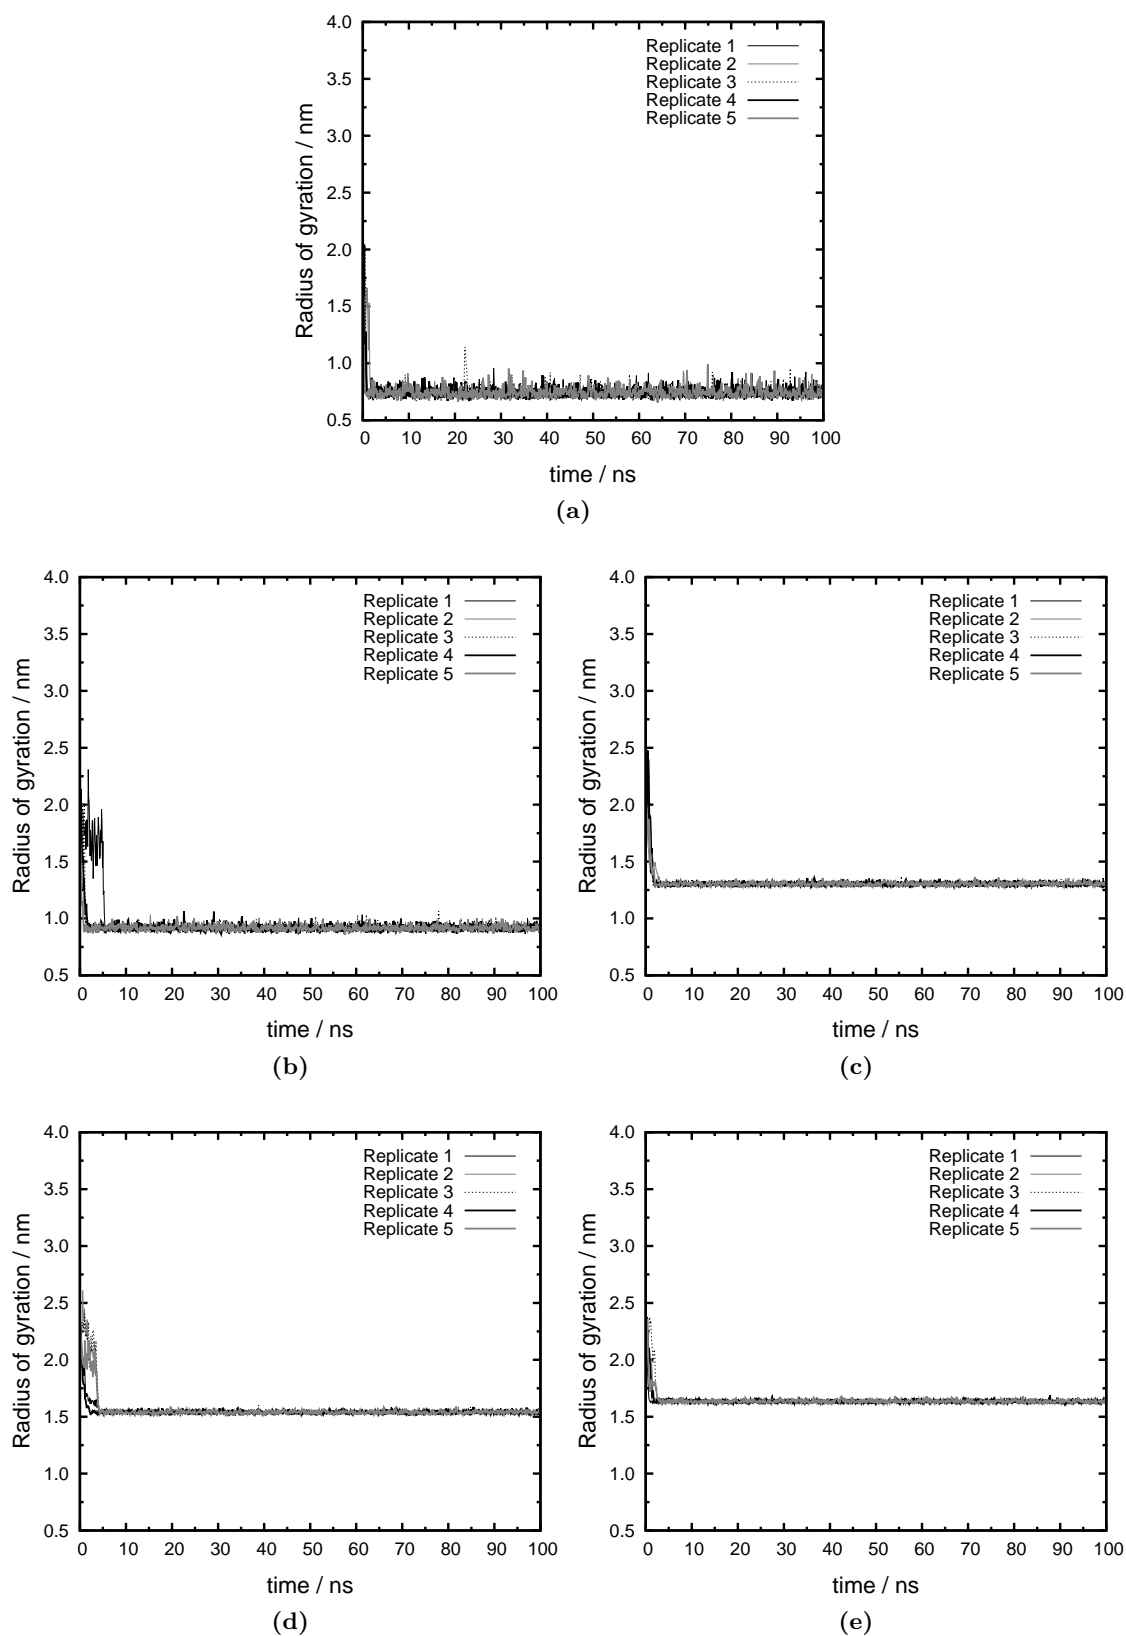 4.0
3.5
3.0
2.5
2.0
1.5
1.0
0.5
Radius of gyration / nm
Replicate 1
Replicate 2
Replicate 3
Replicate 4
Replicate 5
0 10 20 30 40 50 60 70 80 90 100
time / ns
(a)
4.0
3.5
3.0
2.5
2.0
1.5
1.0
0.5
Radius of gyration / nm
Replicate 1
Replicate 2
Replicate 3
Replicate 4
Replicate 5
0 10 20 30 40 50 60 70 80 90 100
time / ns
(b)
4.0
3.5
3.0
2.5
2.0
1.5
1.0
0.5
Radius of gyration / nm
Replicate 1
Replicate 2
Replicate 3
Replicate 4
Replicate 5
0 10 20 30 40 50 60 70 80 90 100
time / ns
(c)
4.0
3.5
3.0
2.5
2.0
1.5
1.0
0.5
Radius of gyration / nm
Replicate 1
Replicate 2
Replicate 3
Replicate 4
Replicate 5
0 10 20 30 40 50 60 70 80 90 100
time / ns
(d)
4.0
3.5
3.0
2.5
2.0
1.5
1.0
0.5
Radius of gyration / nm
Replicate 1
Replicate 2
Replicate 3
Replicate 4
Replicate 5
0 10 20 30 40 50 60 70 80 90 100
time / ns
(e)